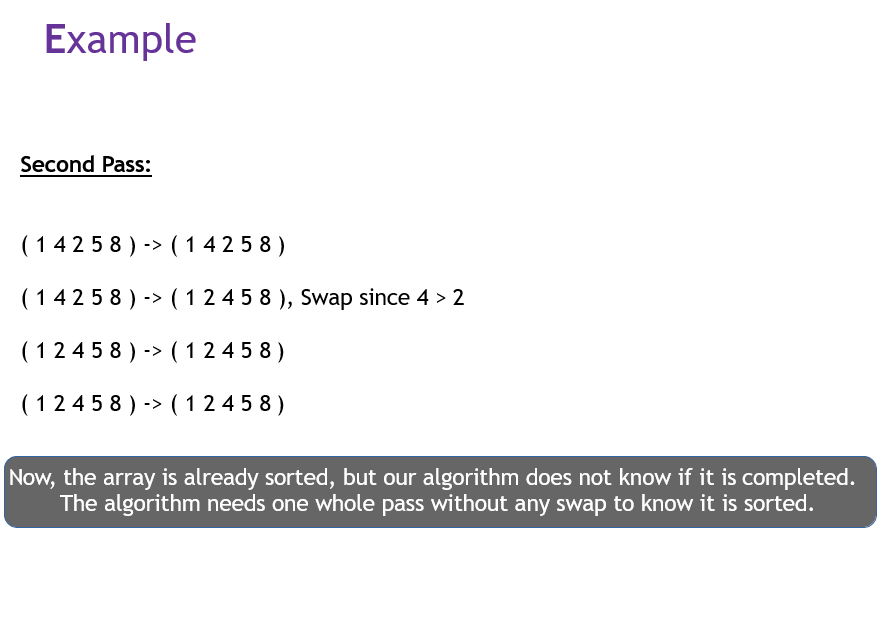 Example
Second Pass:
( 1 4 2 5 8 ) -> ( 1 4 2 5 8 )
( 1 4 2 5 8 ) -> ( 1 2 4 5 8 ), Swap since 4 > 2
( 1 2 4 5 8 ) -> ( 1 2 4 5 8 )
( 1 2 4 5 8 ) -> ( 1 2 4 5 8 )
Now, the array is already sorted, but our algorithm does not know if it is completed.
The algorithm needs one whole pass without any swap to know it is sorted.